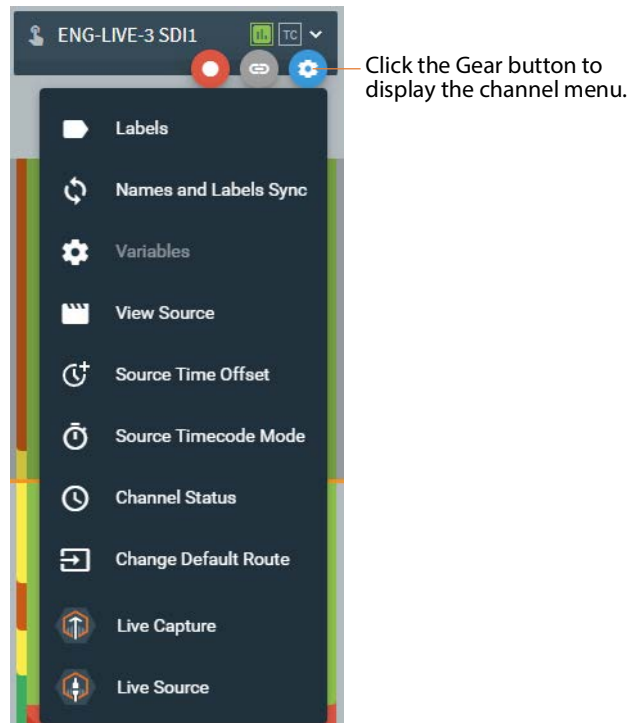 ENG-LIVE-3 SDI1 TC
Click the Gear button to
display the channel menu.
Labels
Names and Labels Sync
Variables
View Source
Source Time Offset
Source Timecode Mode
Channel Status
Change Default Route
Live Capture
Live Source